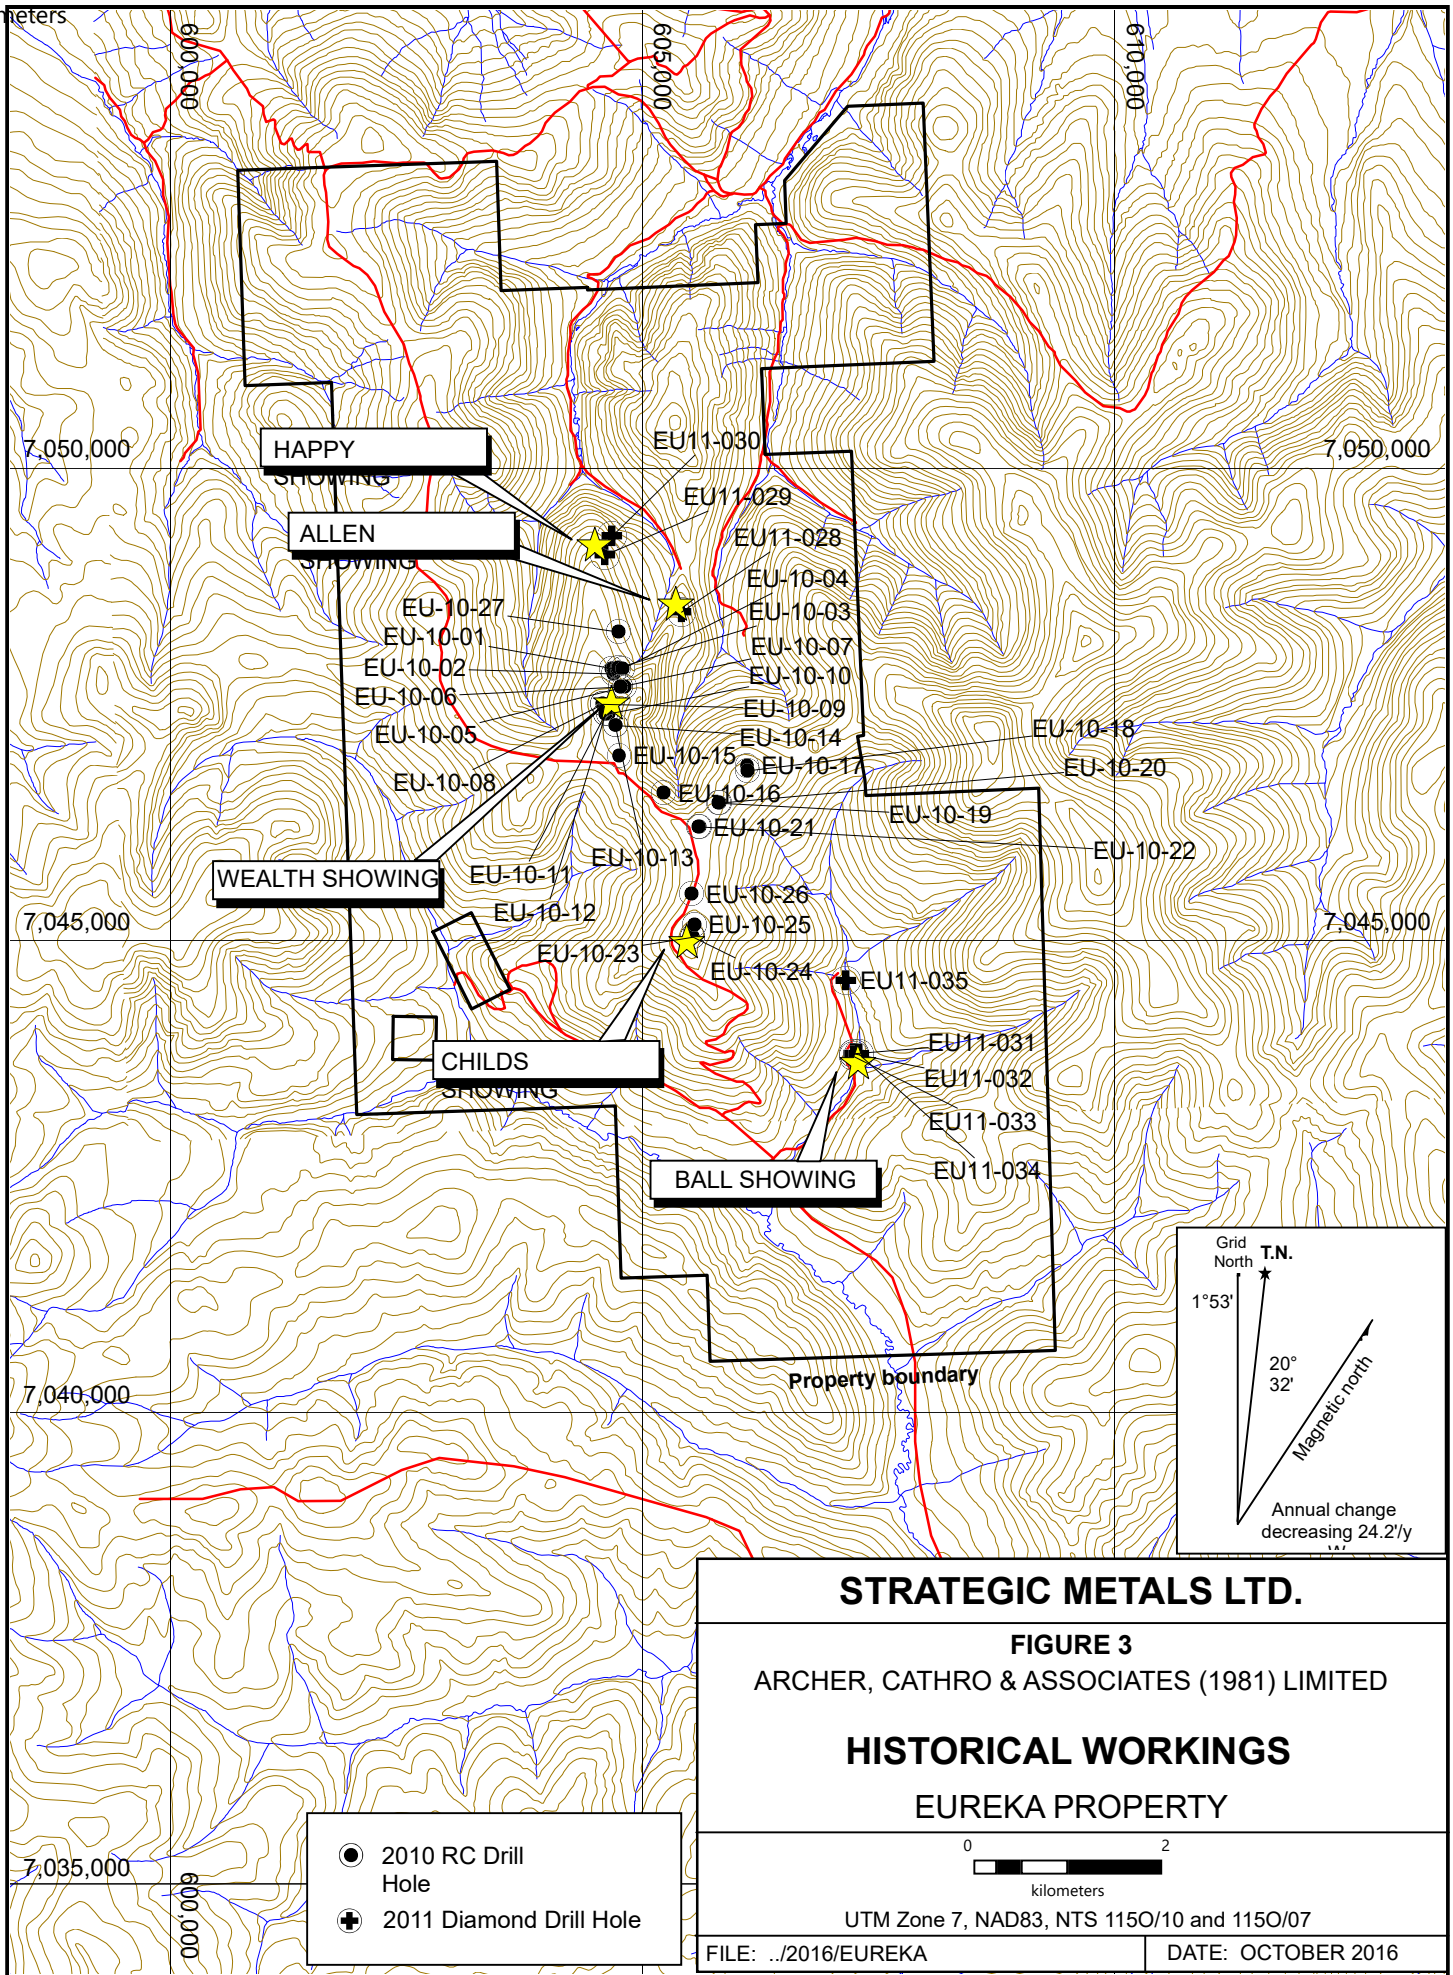 meters
600,000
605,000
610,000
7,050,000
7,050,000
HAPPY
SHOWING
EU11-030
EU11-029
ALLEN
SHOWING
EU11-028
EU-10-04
EU-10-27
EU-10-03
EU-10-01
EU-10-07
EU-10-02
EU-10-10
EU-10-06
EU-10-09
EU-10-05
EU-10-14
EU-10-18
EU-10-15
EU-10-17
EU-10-20
EU-10-08
EU-10-16
EU-10-19
EU-10-21
EU-10-22
EU-10-13
WEALTH SHOWING
EU-10-11
EU-10-26
EU-10-12
7,045,000
EU-10-25
7,045,000
EU-10-23
EU-10-24
EU11-035
EU11-031
CHILDS
SHOWING
EU11-032
EU11-033
EU11-034
BALL SHOWING
Grid
North
T.N.
1°53'
20°
32'
Magnetic north
Annual change
decreasing 24.2'/y
Property boundary
7,040,000
STRATEGIC METALS LTD.
FIGURE 3
ARCHER, CATHRO & ASSOCIATES (1981) LIMITED
HISTORICAL WORKINGS
EUREKA PROPERTY
0 2
kilometers
UTM Zone 7, NAD83, NTS 115O/10 and 115O/07
FILE: ../2016/EUREKA
DATE: OCTOBER 2016
7,035,000
600,000
2010 RC Drill
Hole
2011 Diamond Drill Hole